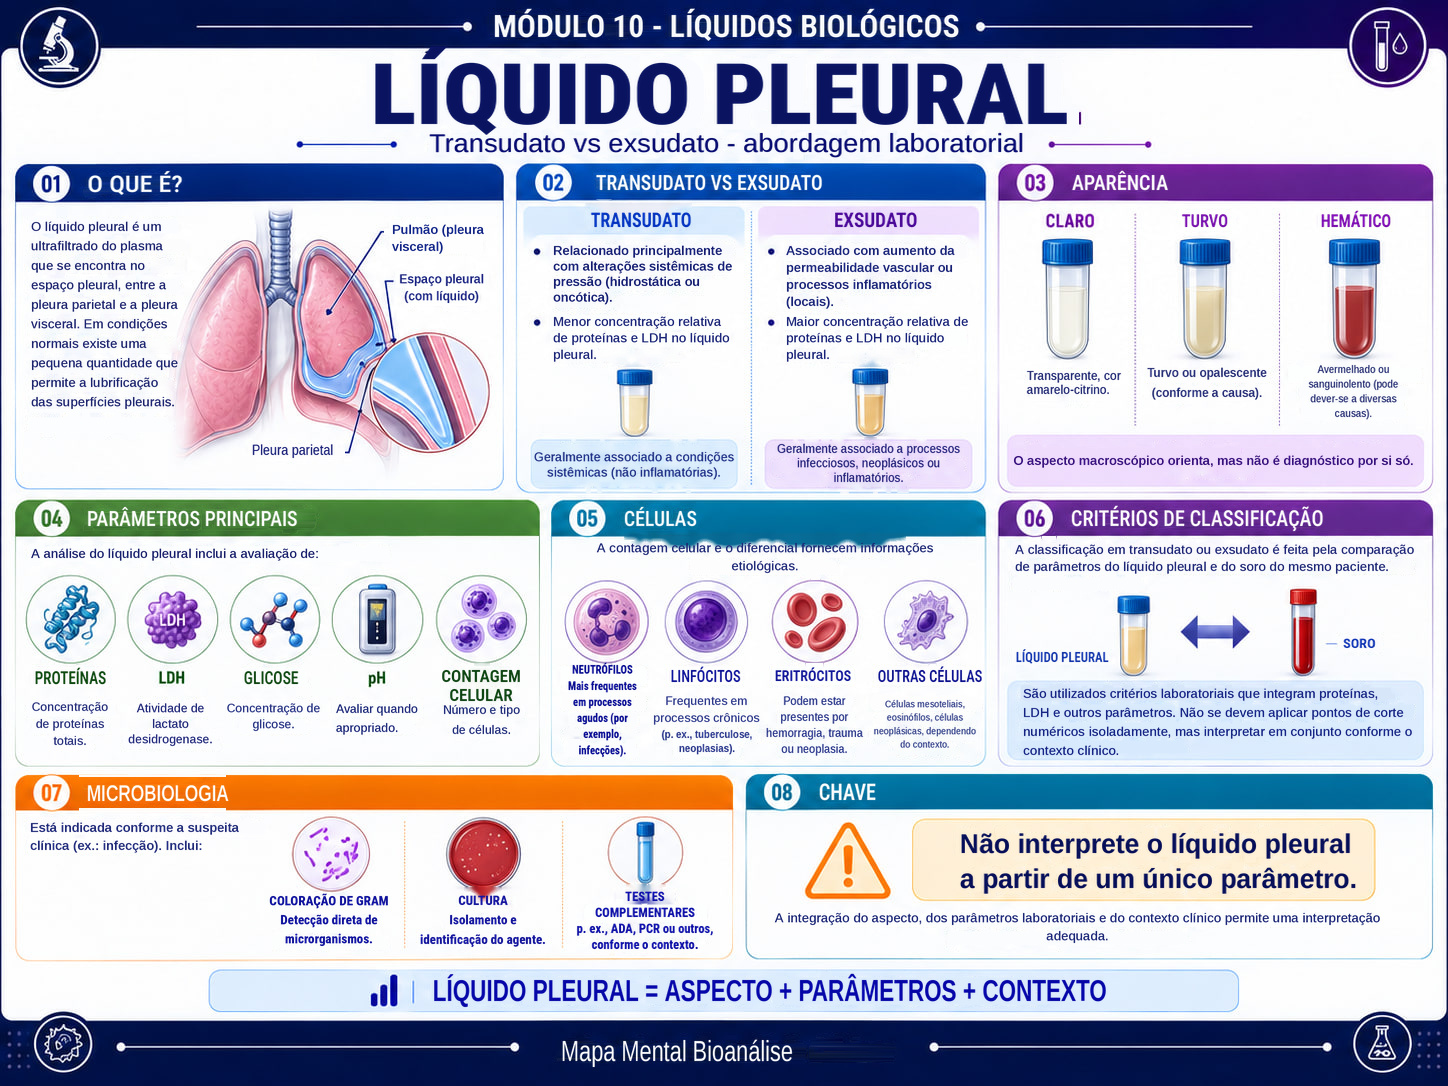 MÓDULO 10 - LÍQUIDOS BIOLÓGICOS
LÍQUIDO PLEURAL
Transudato vs exsudato - abordagem laboratorial
01 O QUE É?
O líquido pleural é um
ultrafiltrado do plasma
que se encontra no
espaço pleural, entre a
pleura parietal e a pleura
visceral. Em condições
normais existe uma
pequena quantidade que
permite a lubrificação
das superfícies pleurais.
Pulmão (pleura
visceral)
Espaço pleural
(com líquido)
Pleura parietal
02 TRANSUDATO VS EXSUDATO
TRANSUDATO
Relacionado principalmente
com alterações sistêmicas de
pressão (hidrostática ou
oncótica).
Menor concentração relativa
de proteínas e LDH no líquido
pleural.
Geralmente associado a condições
sistêmicas (não inflamatórias).
EXSUDATO
Associado com aumento da
permeabilidade vascular ou
processos inflamatórios
(locais).
Maior concentração relativa de
proteínas e LDH no líquido
pleural.
Geralmente associado a processos
infecciosos, neoplásicos ou
inflamatórios.
03 APARÊNCIA
CLARO
Transparente, cor
amarelo-citrino.
TURVO
Turvo ou opalescente
(conforme a causa).
HEMÁTICO
Avermelhado ou
sanguinolento (pode
dever-se a diversas
causas).
O aspecto macroscópico orienta, mas não é diagnóstico por si só.
04 PARÂMETROS PRINCIPAIS
A análise do líquido pleural inclui a avaliação de:
LDH
PROTEÍNAS
Concentração
de proteínas
totais.
LDH
Atividade de
lactato
desidrogenase.
GLICOSE
Concentração de
glicose.
pH
Avaliar quando
apropriado.
CONTAGEM
CELULAR
Número e tipo
de células.
05 CÉLULAS
A contagem celular e o diferencial fornecem informações
etiológicas.
NEUTRÓFILOS
Mais frequentes
em processos
agudos (por
exemplo,
infecções).
LINFÓCITOS
Frequentes em
processos crônicos
(p. ex., tuberculose,
neoplasias).
ERITRÓCITOS
Podem estar
presentes por
hemorragia, trauma
ou neoplasia.
OUTRAS CÉLULAS
Células mesoteliais,
eosinófilos, células
neoplásicas, dependendo
do contexto.
06 CRITÉRIOS DE CLASSIFICAÇÃO
A classificação em transudato ou exsudato é feita pela comparação
de parâmetros do líquido pleural e do soro do mesmo paciente.
LÍQUIDO PLEURAL
SORO
São utilizados critérios laboratoriais que integram proteínas,
LDH e outros parâmetros. Não se devem aplicar pontos de corte
numéricos isoladamente, mas interpretar em conjunto conforme o
contexto clínico.
07 MICROBIOLOGIA
Está indicada conforme a suspeita
clínica (ex.: infecção). Inclui:
COLORAÇÃO DE GRAM
Detecção direta de
microrganismos.
CULTURA
Isolamento e
identificação do agente.
TESTES
COMPLEMENTARES
p. ex., ADA, PCR ou outros,
conforme o contexto.
08 CHAVE
Não interprete o líquido pleural
a partir de um único parâmetro.
A integração do aspecto, dos parâmetros laboratoriais e do contexto clínico permite uma interpretação
adequada.
LÍQUIDO PLEURAL = ASPECTO + PARÂMETROS + CONTEXTO
Mapa Mental Bioanálise